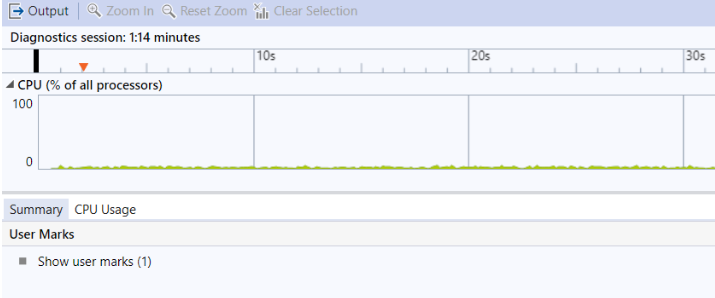 Output Zoom In Reset Zoom Clear Selection
Diagnostics session: 1:14 minutes
10s 20s 30s
CPU (% of all processors)
100
0
Summary CPU Usage
User Marks
Show user marks (1)